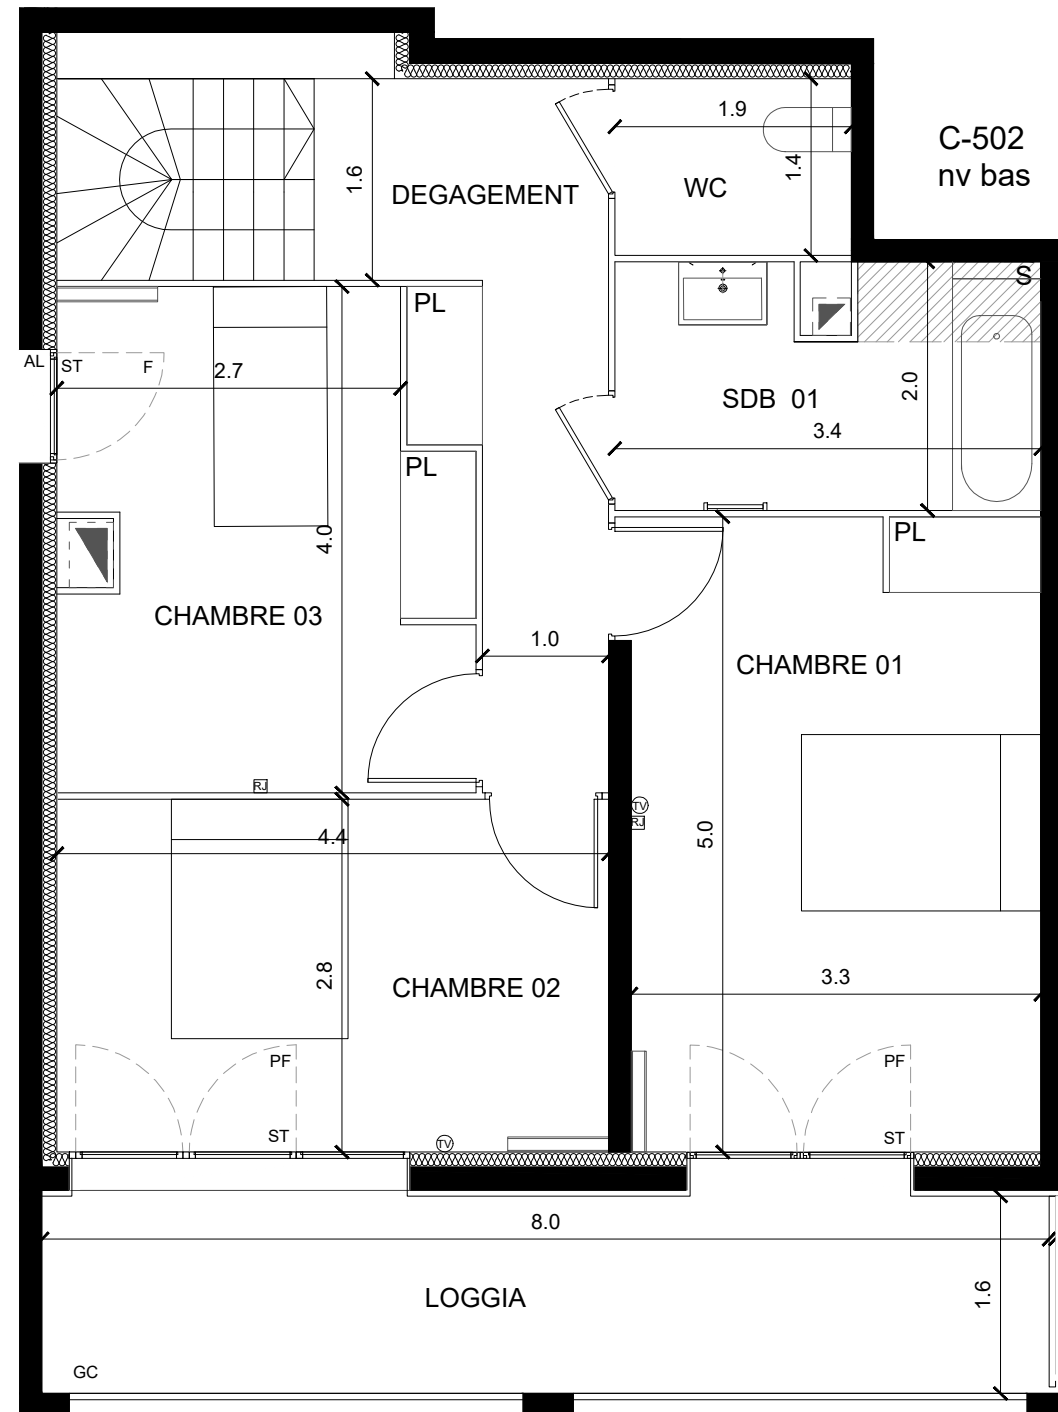 C-502
nv bas
1.9
1.4
WC
1.6
DEGAGEMENT
PL
S
AL
ST
F
2.7
SDB 01
2.0
3.4
PL
4.0
PL
CHAMBRE 03
1.0
CHAMBRE 01
RJ
TV
RJ
4.4
5.0
2.8
CHAMBRE 02
3.3
PF
ST
TV
PF
ST
8.0
LOGGIA
1.6
GC